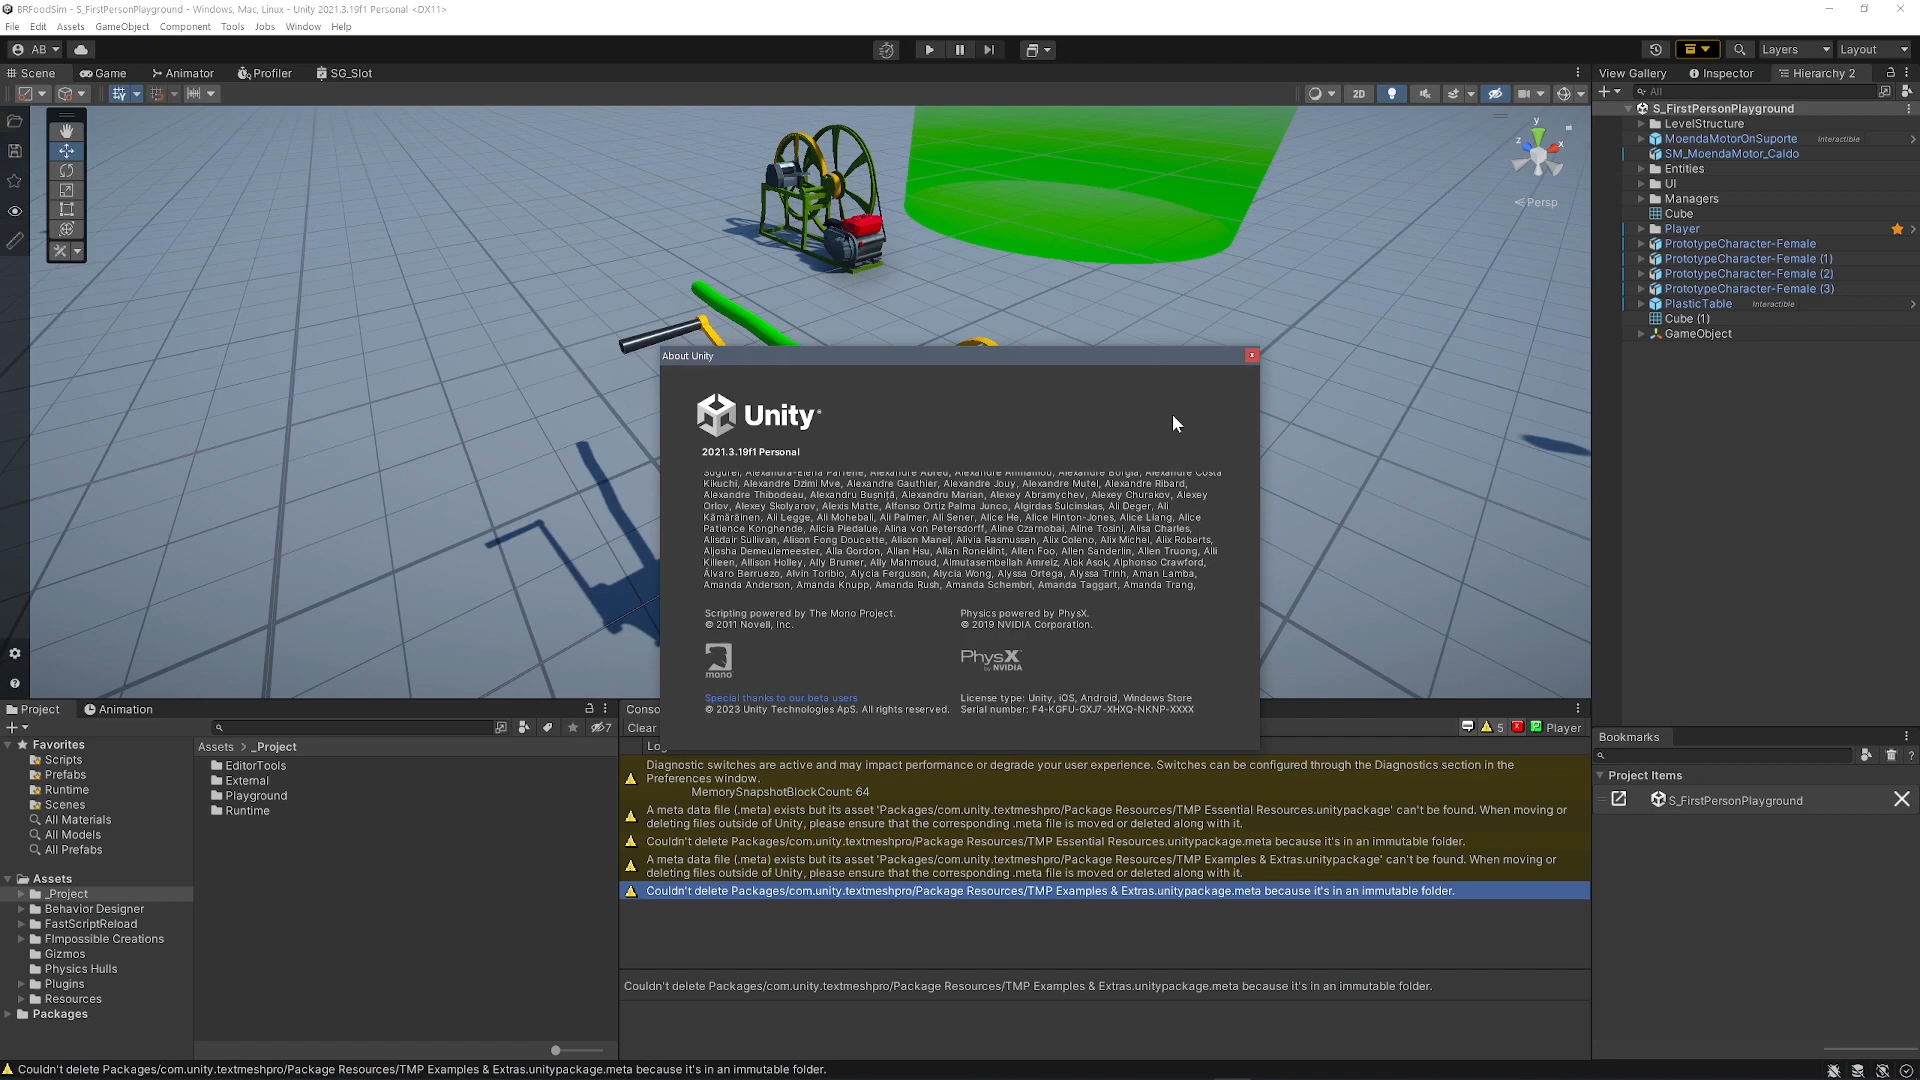 BRFoodSim - S_FirstPersonPlayground - Windows, Mac, Linux - Unity 2021.3.19f1 Personal <DX11>
File Edit Assets GameObject Component Tools Jobs Window Help
AB Layers Layout
Scene Game Animator Profiler SG_Slot View Gallery Inspector Hierarchy 2
2D All
S_FirstPersonPlayground
LevelStructure
MoendaMotorOnSuporte Interactible
SM_MoendaMotor_Caldo
Entities
UI
Managers
Cube
Player
PrototypeCharacter-Female
PrototypeCharacter-Female (1)
PrototypeCharacter-Female (2)
PrototypeCharacter-Female (3)
PlasticTable Interactible
Cube (1)
GameObject
y
z x
Persp
About Unity
Unity
2021.3.19f1 Personal
Kikuchi, Alexandre Dzimi Mve, Alexandre Gauthier, Alexandre Jouy, Alexandre Mutel, Alexandre Ribard,
Alexandre Thibodeau, Alexandru Bușniță, Alexandru Marian, Alexey Abramychev, Alexey Churakov, Alexey
Orlov, Alexey Skolyarov, Alexis Matte, Alfonso Ortiz Palma Junco, Algirdas Sulcinskas, Ali Deger, Ali
Kämäräinen, Ali Legge, Ali Mohebali, Ali Palmer, Ali Sener, Alice He, Alice Hinton-Jones, Alice Liang, Alice
Patience Konghende, Alicia Piedalue, Alina von Petersdorff, Aline Czarnobai, Aline Tosini, Alisa Charles,
Alisdair Sullivan, Alison Fong Doucette, Alison Manel, Alivia Rasmussen, Alix Coleno, Alix Michel, Alix Roberts,
Aljosha Demeulemeester, Alla Gordon, Allan Hsu, Allan Roneklint, Allen Foo, Allen Sanderlin, Allen Truong, Alli
Killeen, Allison Holley, Ally Brumer, Ally Mahmoud, Almutasembellah Amreiz, Alok Asok, Alphonso Crawford,
Álvaro Berruezo, Alvin Toribio, Alycia Ferguson, Alycia Wong, Alyssa Ortega, Alyssa Trinh, Aman Lamba,
Amanda Anderson, Amanda Knupp, Amanda Rush, Amanda Schembri, Amanda Taggart, Amanda Trang,
Scripting powered by The Mono Project.
© 2011 Novell, Inc.
Physics powered by PhysX.
© 2019 NVIDIA Corporation.
mono
PhysX
by NVIDIA
Special thanks to our beta users
© 2023 Unity Technologies ApS. All rights reserved.
License type: Unity, iOS, Android, Windows Store
Serial number: F4-KGFU-GXJ7-XHXQ-NKNP-XXXX
Project Animation
7
Favorites
Scripts
Prefabs
Runtime
Scenes
All Materials
All Models
All Prefabs
Assets
_Project
Behavior Designer
FastScriptReload
FImpossible Creations
Gizmos
Physics Hulls
Plugins
Resources
Packages
Assets > _Project
EditorTools
External
Playground
Runtime
Conso
Clear 5 Player
Lo
Diagnostic switches are active and may impact performance or degrade your user experience. Switches can be configured through the Diagnostics section in the
Preferences window.
MemorySnapshotBlockCount: 64
A meta data file (.meta) exists but its asset 'Packages/com.unity.textmeshpro/Package Resources/TMP Essential Resources.unitypackage' can't be found. When moving or
deleting files outside of Unity, please ensure that the corresponding .meta file is moved or deleted along with it.
Couldn't delete Packages/com.unity.textmeshpro/Package Resources/TMP Essential Resources.unitypackage.meta because it's in an immutable folder.
A meta data file (.meta) exists but its asset 'Packages/com.unity.textmeshpro/Package Resources/TMP Examples & Extras.unitypackage' can't be found. When moving or
deleting files outside of Unity, please ensure that the corresponding .meta file is moved or deleted along with it.
Couldn't delete Packages/com.unity.textmeshpro/Package Resources/TMP Examples & Extras.unitypackage.meta because it's in an immutable folder.
Couldn't delete Packages/com.unity.textmeshpro/Package Resources/TMP Examples & Extras.unitypackage.meta because it's in an immutable folder.
Bookmarks
Project Items
S_FirstPersonPlayground
Couldn't delete Packages/com.unity.textmeshpro/Package Resources/TMP Examples & Extras.unitypackage.meta because it's in an immutable folder.